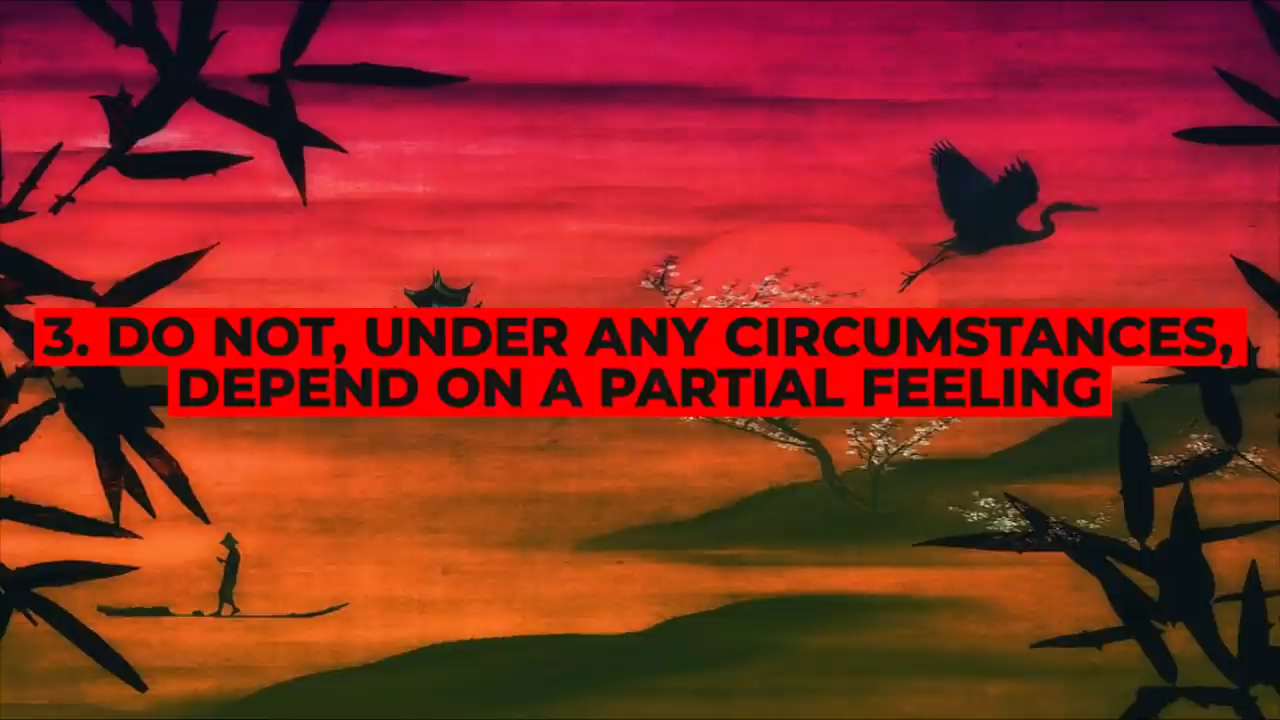 3. DO NOT, UNDER ANY CIRCUMSTANCES,
DEPEND ON A PARTIAL FEELING